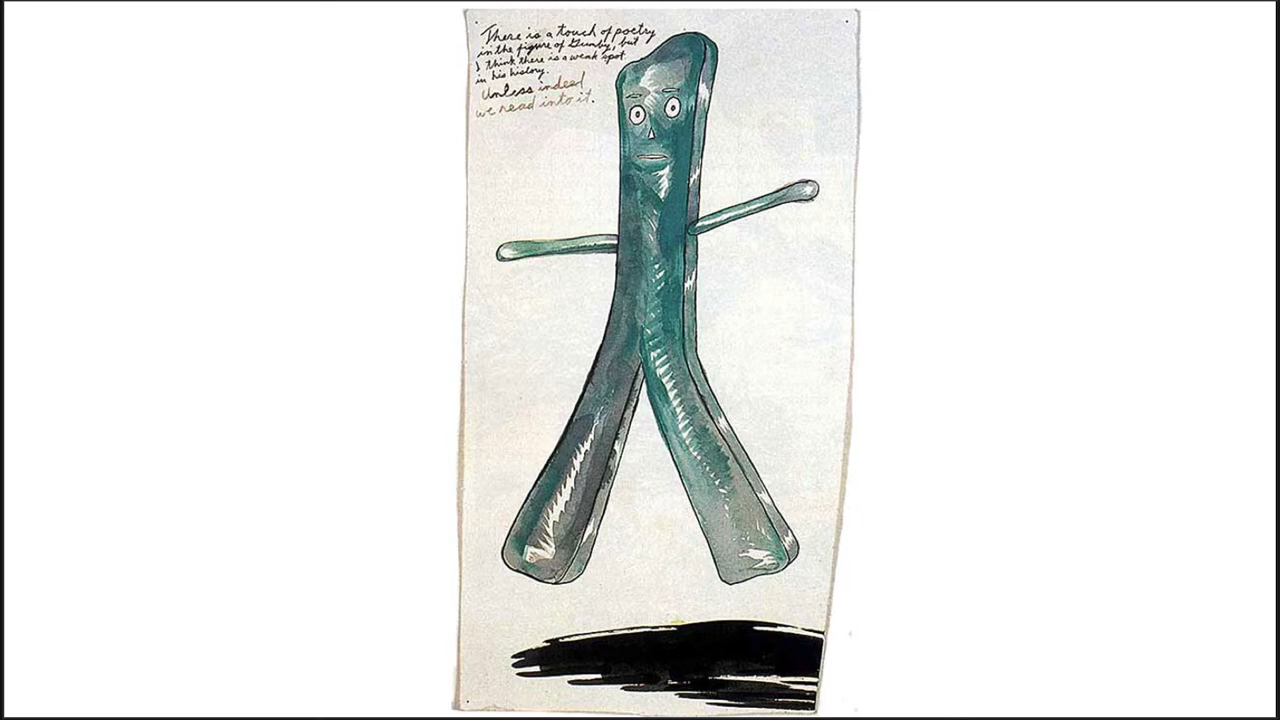 There is a touch of poetry
in the figure of Gumby, but
I think there is a weak spot
in his history.
Unless indeed
we read into it.